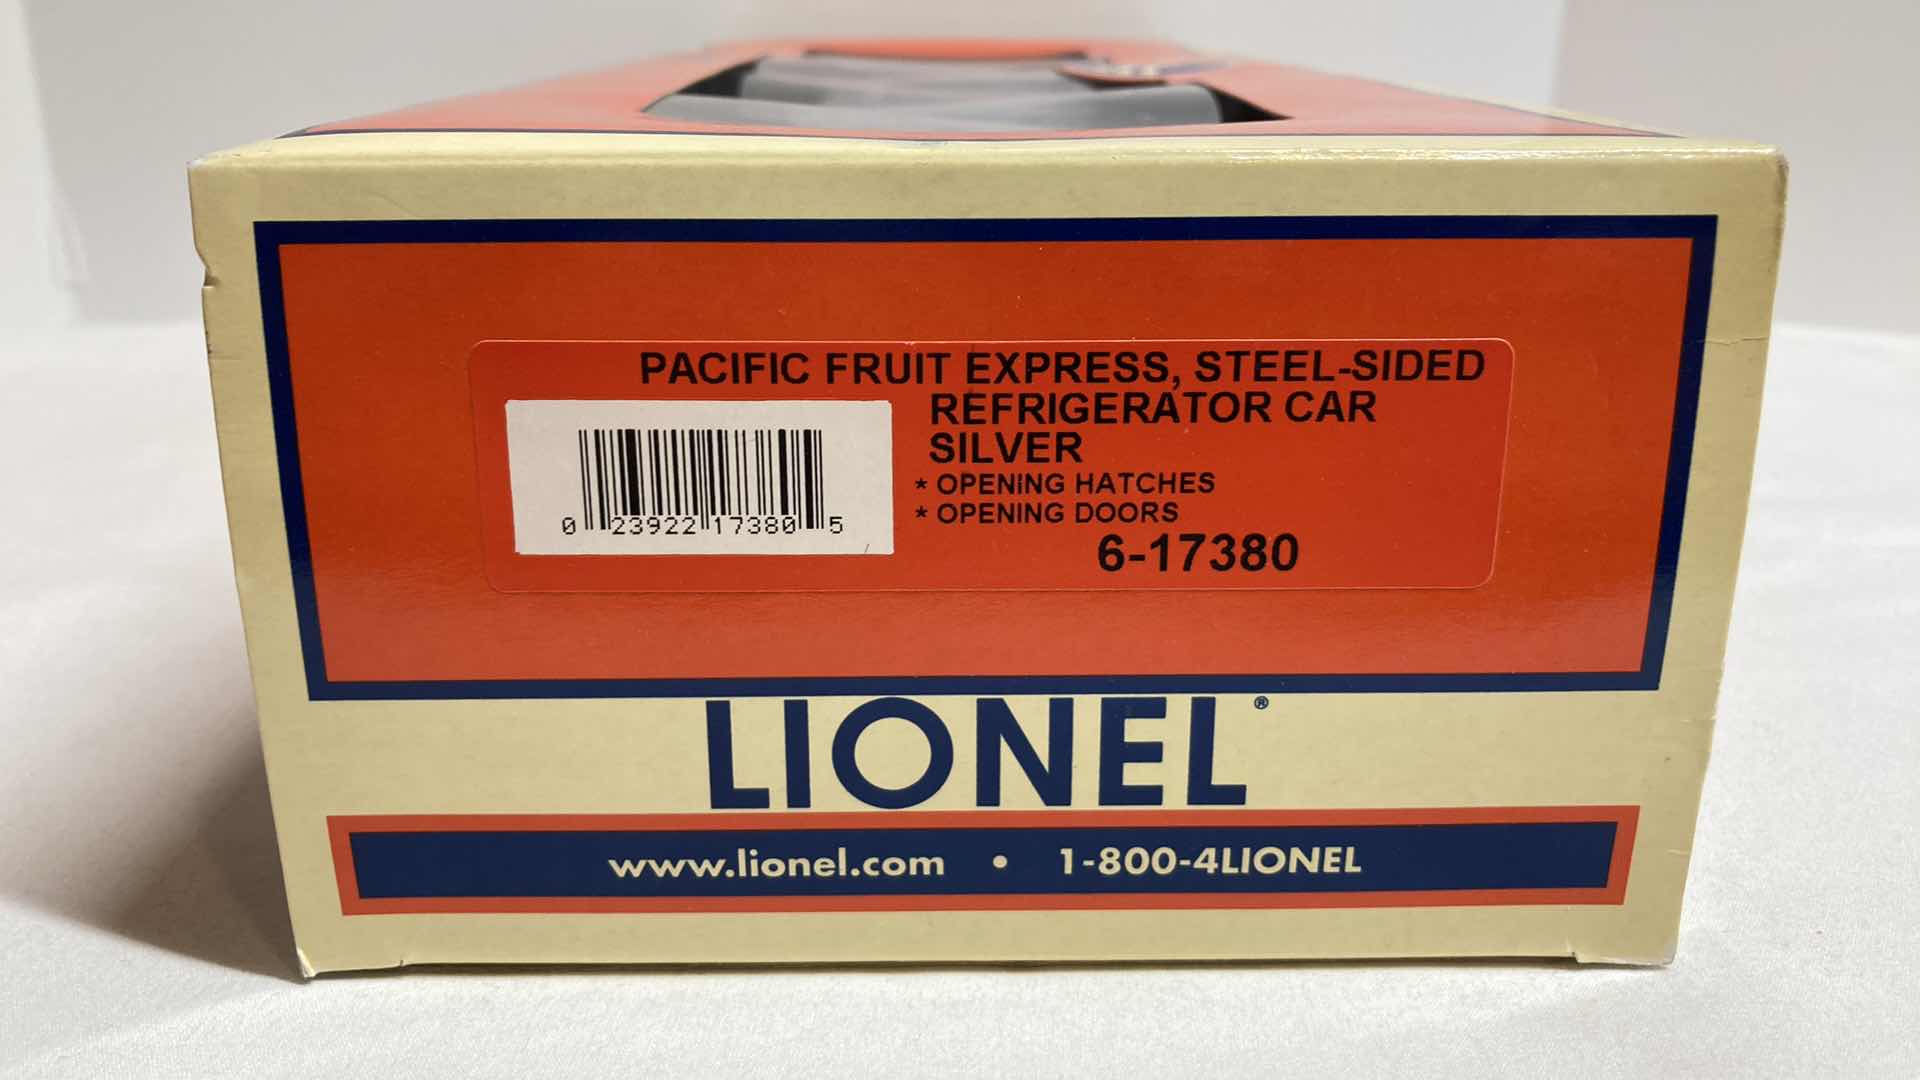 PACIFIC FRUIT EXPRESS, STEEL-SIDED
REFRIGERATOR CAR
SILVER
* OPENING HATCHES
* OPENING DOORS
6-17380
0 23922 17380 5
LIONEL®
www.lionel.com • 1-800-4LIONEL